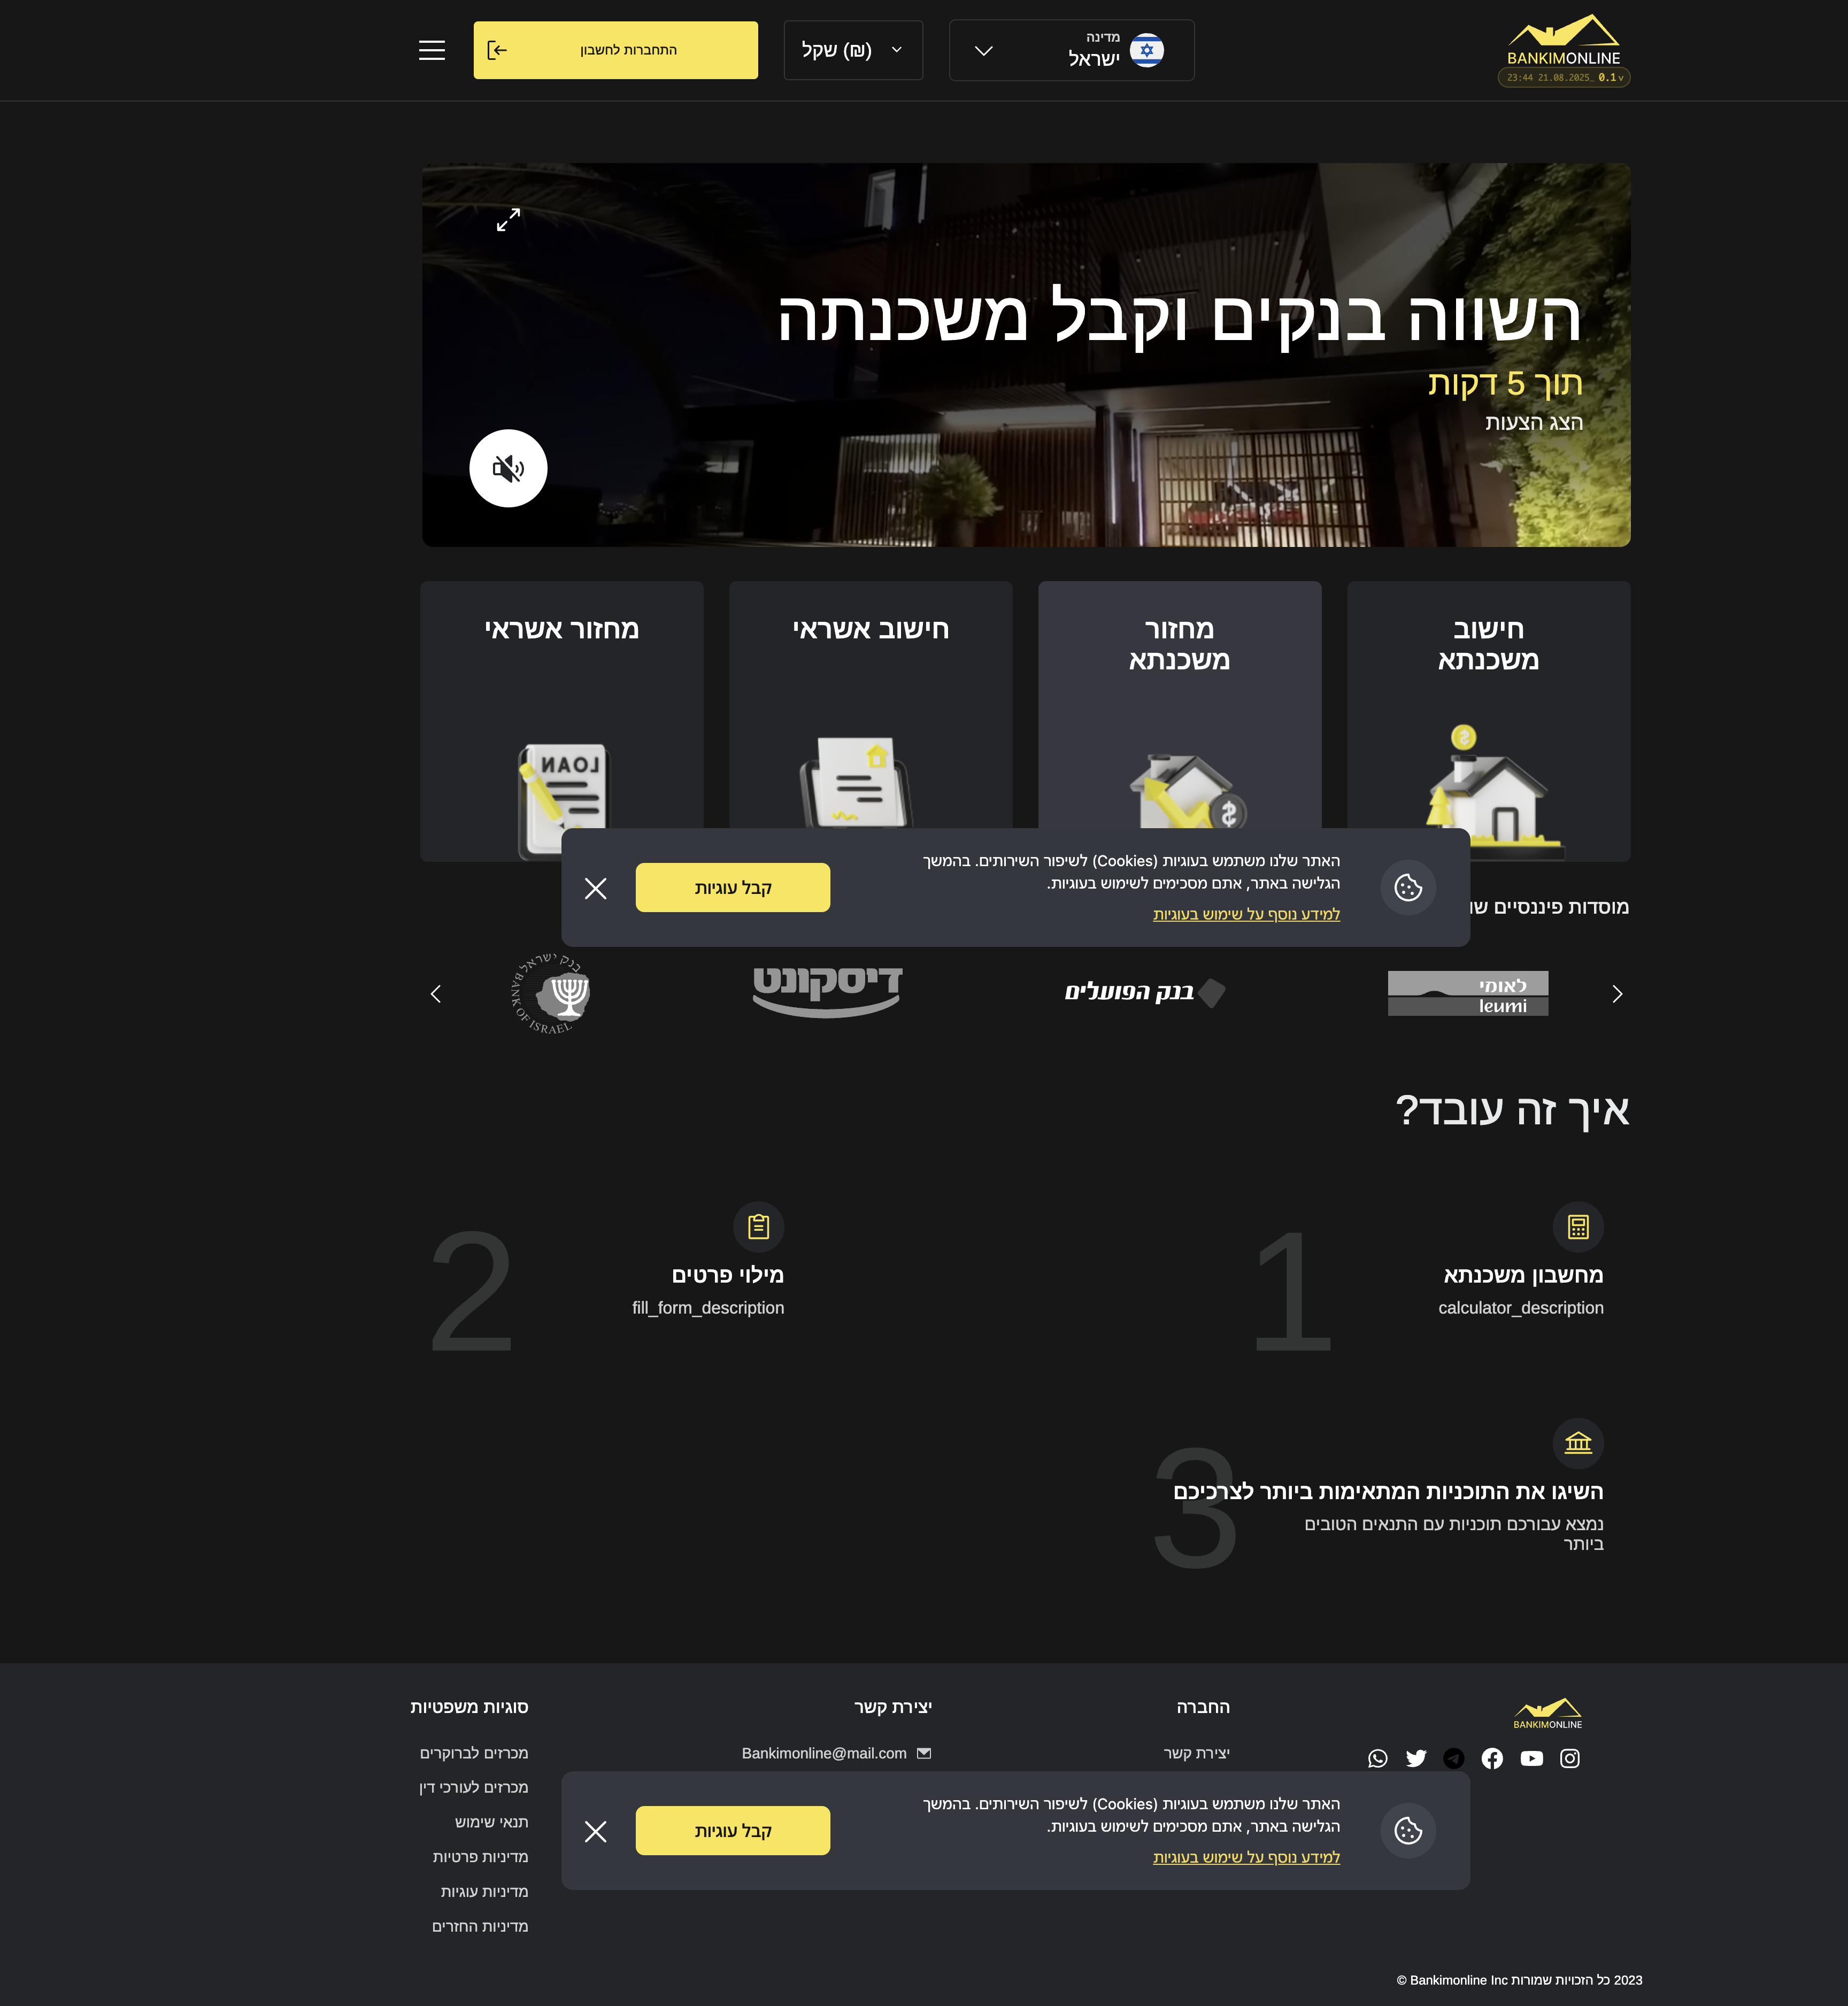 BANKIMONLINE
v 0.1 _21.08.2025 23:44
מדינה
ישראל
שקל (₪)
התחברות לחשבון
השווה בנקים וקבל משכנתה
תוך 5 דקות
הצג הצעות
חישוב
משכנתא
מחזור
משכנתא
חישוב אשראי
מחזור אשראי
LOAN
האתר שלנו משתמש בעוגיות (Cookies) לשיפור השירותים. בהמשך
הגלישה באתר, אתם מסכימים לשימוש בעוגיות.
למידע נוסף על שימוש בעוגיות
קבל עוגיות
מוסדות פיננסיים
לאומי
leumi
בנק הפועלים
דיסקונט
בנק ישראל BANK OF ISRAEL
איך זה עובד?
1
מחשבון משכנתא
calculator_description
2
מילוי פרטים
fill_form_description
3
השיגו את התוכניות המתאימות ביותר לצרכיכם
נמצא עבורכם תוכניות עם התנאים הטובים
ביותר
BANKIMONLINE
החברה
יצירת קשר
יצירת קשר
Bankimonline@mail.com
סוגיות משפטיות
מכרזים לברוקרים
מכרזים לעורכי דין
תנאי שימוש
מדיניות פרטיות
מדיניות עוגיות
מדיניות החזרים
האתר שלנו משתמש בעוגיות (Cookies) לשיפור השירותים. בהמשך
הגלישה באתר, אתם מסכימים לשימוש בעוגיות.
למידע נוסף על שימוש בעוגיות
קבל עוגיות
2023 כל הזכויות שמורות Bankimonline Inc ©